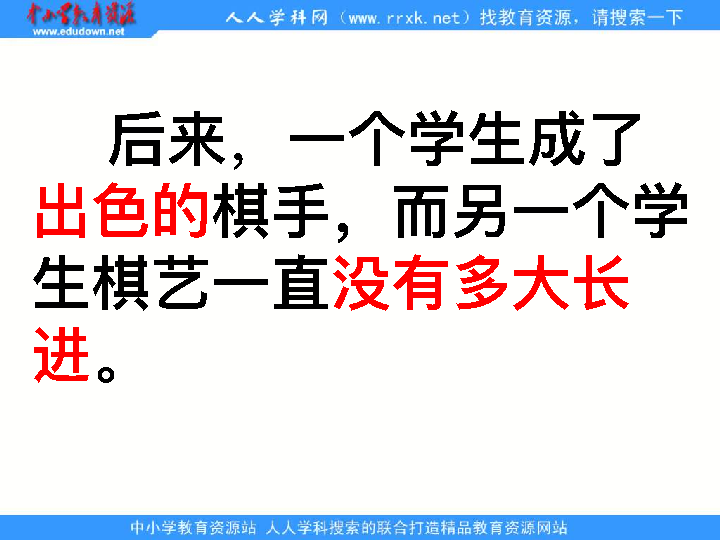 中小学教育资源
www.edudown.net
人人学科网（www.rrxk.net）找教育资源，请搜索一下
后来，一个学生成了
出色的棋手，而另一个学
生棋艺一直没有多大长
进。
中小学教育资源站 人人学科搜索的联合打造精品教育资源网站